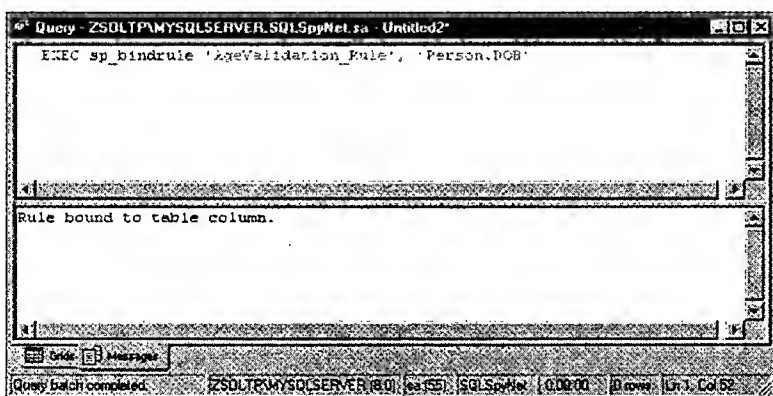 Query - ZSOLTP\MYSQLSERVER.SQLSpyNet.sa - Untitled2*
EXEC sp_bindrule 'AgeValidation_Rule', 'Person.DOB'
Rule bound to table column.
Grids Messages
Query batch completed. ZSOLTP\MYSQLSERVER (8.0) sa (55) SQLSpyNet 0:00:00 0 rows Ln 1, Col 52